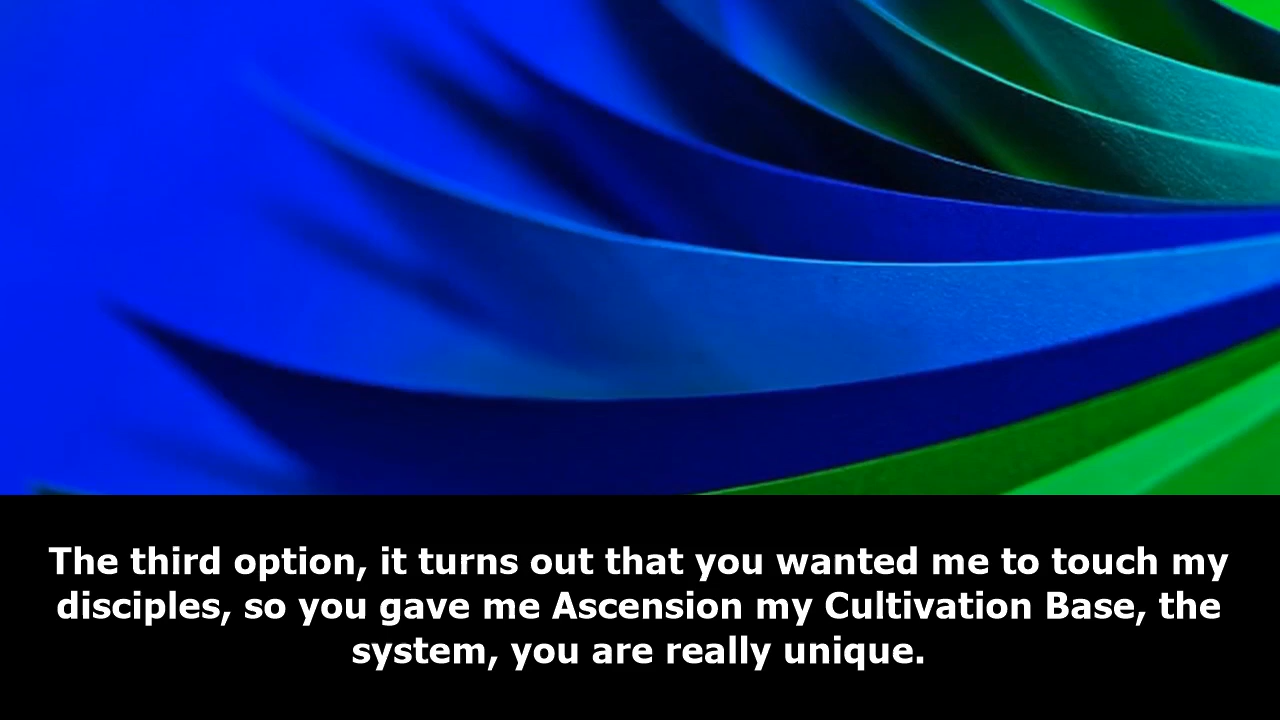 The third option, it turns out that you wanted me to touch my
disciples, so you gave me Ascension my Cultivation Base, the
system, you are really unique.